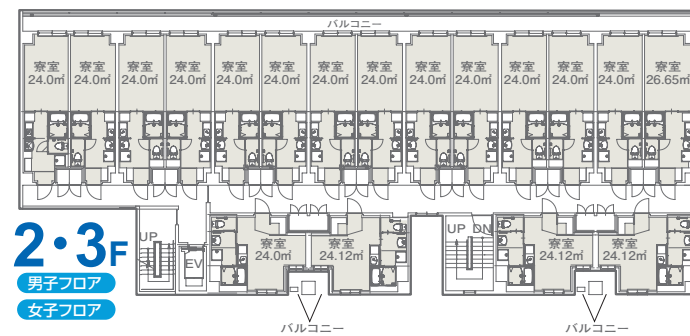 バルコニー
寮室 寮室 寮室 寮室 寮室 寮室 寮室 寮室 寮室 寮室 寮室 寮室 寮室 寮室
24.0㎡ 24.0㎡ 24.0㎡ 24.0㎡ 24.0㎡ 24.0㎡ 24.0㎡ 24.0㎡ 24.0㎡ 24.0㎡ 24.0㎡ 24.0㎡ 24.0㎡ 26.65㎡
2・3F
男子フロア
女子フロア
UP
EV
寮室 寮室
24.0㎡ 24.12㎡
UP DN
寮室 寮室
24.12㎡ 24.12㎡
バルコニー バルコニー